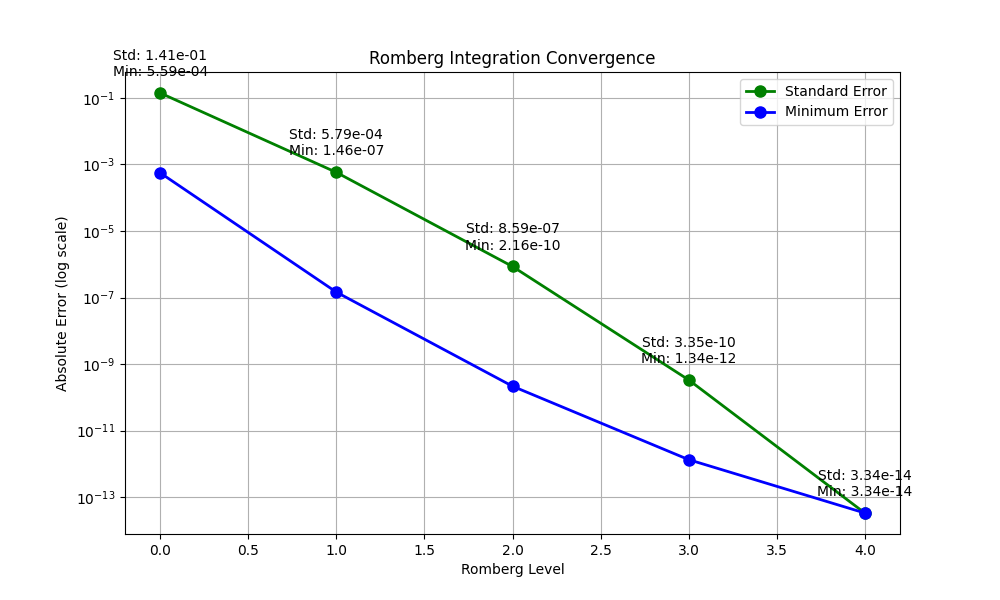 Romberg Integration Convergence
Std: 1.41e-01
Min: 5.59e-04
Std: 5.79e-04
Min: 1.46e-07
Std: 8.59e-07
Min: 2.16e-10
Std: 3.35e-10
Min: 1.34e-12
Std: 3.34e-14
Min: 3.34e-14
Standard Error
Minimum Error
Absolute Error (log scale)
10⁻¹
10⁻³
10⁻⁵
10⁻⁷
10⁻⁹
10⁻¹¹
10⁻¹³
0.0 0.5 1.0 1.5 2.0 2.5 3.0 3.5 4.0
Romberg Level